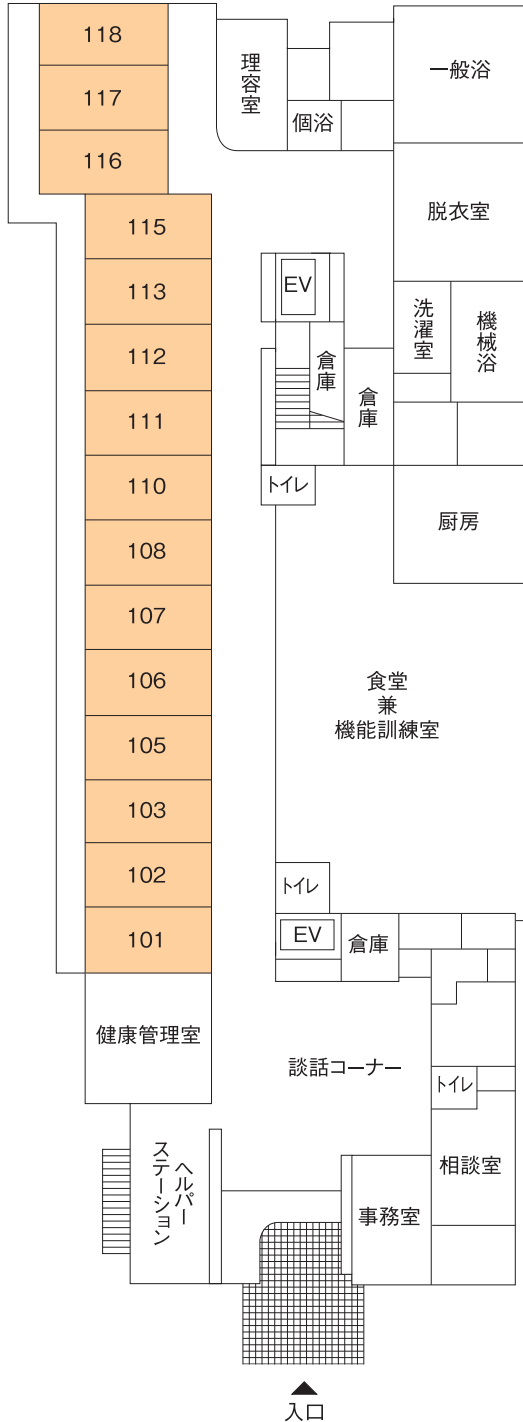 118
117
116
115
113
112
111
110
108
107
106
105
103
102
101
健康管理室
ヘルパー
ステーション
理容室
個浴
一般浴
脱衣室
洗濯室
機械浴
EV
倉庫
倉庫
トイレ
厨房
食堂
兼
機能訓練室
トイレ
EV
倉庫
談話コーナー
トイレ
相談室
事務室
入口